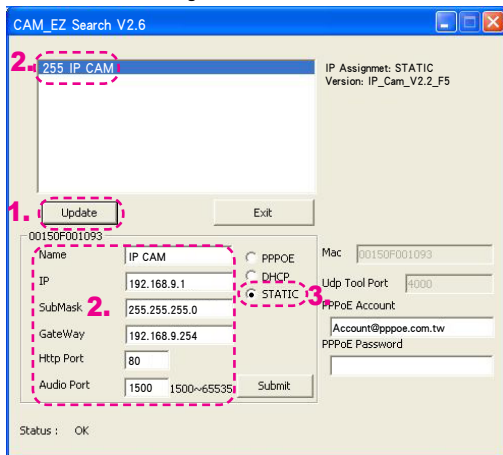 CAM_EZ Search V2.6
2. 255 IP CAM
IP Assignmet: STATIC
Version: IP_Cam_V2.2_F5
1. Update
Exit
00150F001093
Name IP CAM
IP 192.168.9.1
SubMask 255.255.255.0
2.
GateWay 192.168.9.254
Http Port 80
Audio Port 1500 1500~65535
PPPOE
DHCP
STATIC 3.
Submit
Mac 00150F001093
Udp Tool Port 4000
PPPoE Account
Account@pppoe.com.tw
PPPoE Password
Status : OK